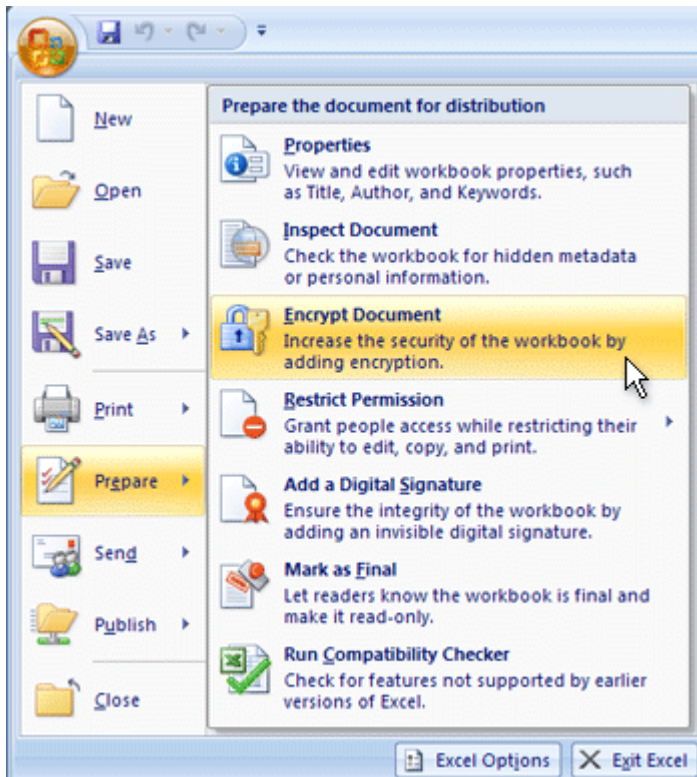 New
Open
Save
Save As
Print
Prepare
Send
Publish
Close
Prepare the document for distribution
Properties
View and edit workbook properties, such
as Title, Author, and Keywords.
Inspect Document
Check the workbook for hidden metadata
or personal information.
Encrypt Document
Increase the security of the workbook by
adding encryption.
Restrict Permission
Grant people access while restricting their
ability to edit, copy, and print.
Add a Digital Signature
Ensure the integrity of the workbook by
adding an invisible digital signature.
Mark as Final
Let readers know the workbook is final and
make it read-only.
Run Compatibility Checker
Check for features not supported by earlier
versions of Excel.
Excel Options
Exit Excel